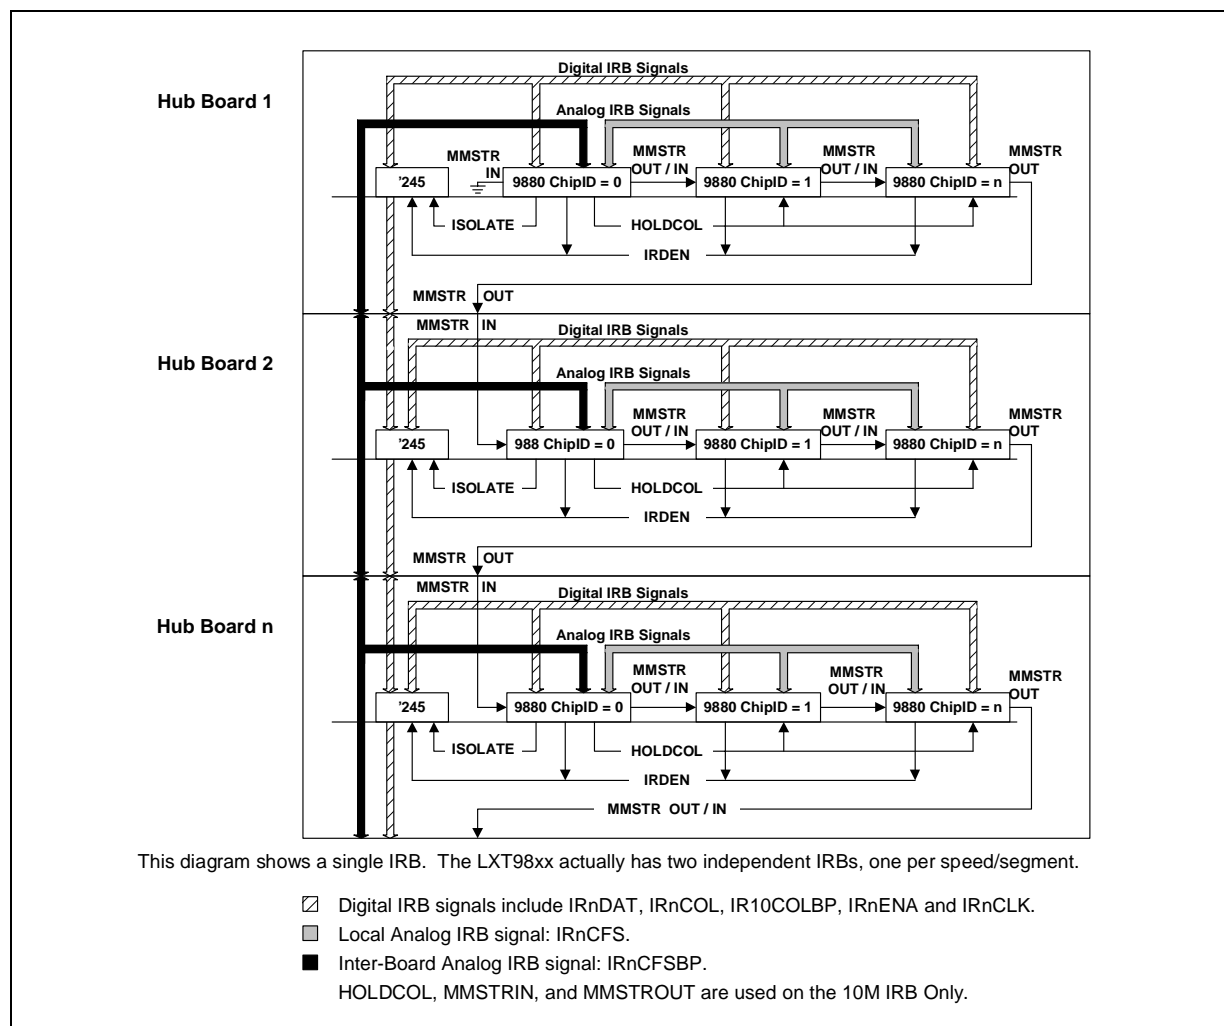 Digital IRB Signals
Hub Board 1
Analog IRB Signals
MMSTR
IN
MMSTR
OUT / IN
MMSTR
OUT / IN
MMSTR
OUT
'245
9880 ChipID = 0
9880 ChipID = 1
9880 ChipID = n
ISOLATE
HOLDCOL
IRDEN
MMSTR OUT
MMSTR IN
Digital IRB Signals
Hub Board 2
Analog IRB Signals
MMSTR
OUT / IN
MMSTR
OUT / IN
MMSTR
OUT
'245
988 ChipID = 0
9880 ChipID = 1
9880 ChipID = n
ISOLATE
HOLDCOL
IRDEN
MMSTR OUT
MMSTR IN
Digital IRB Signals
Hub Board n
Analog IRB Signals
MMSTR
OUT / IN
MMSTR
OUT / IN
MMSTR
OUT
'245
9880 ChipID = 0
9880 ChipID = 1
9880 ChipID = n
ISOLATE
HOLDCOL
IRDEN
MMSTR OUT / IN
This diagram shows a single IRB. The LXT98xx actually has two independent IRBs, one per speed/segment.
Digital IRB signals include IRnDAT, IRnCOL, IR10COLBP, IRnENA and IRnCLK.
Local Analog IRB signal: IRnCFS.
Inter-Board Analog IRB signal: IRnCFSBP.
HOLDCOL, MMSTRIN, and MMSTROUT are used on the 10M IRB Only.